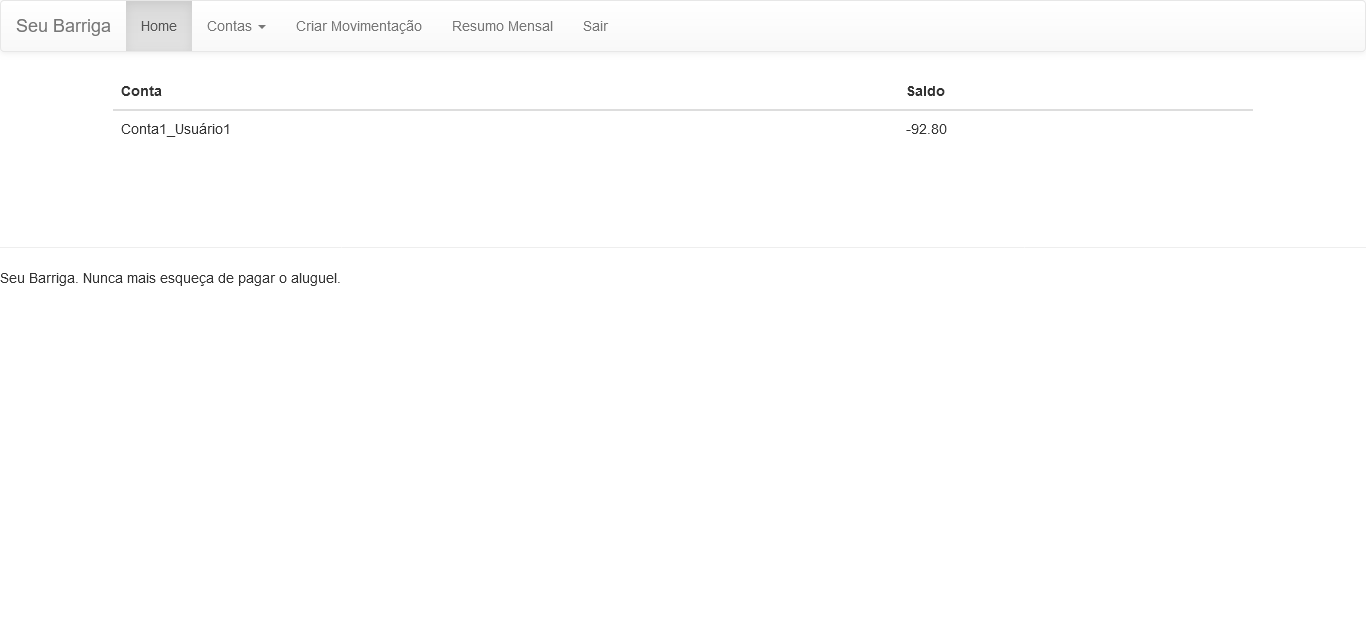 Seu Barriga Home Contas Criar Movimentação Resumo Mensal Sair
Conta Saldo
Conta1_Usuário1 -92.80
Seu Barriga. Nunca mais esqueça de pagar o aluguel.